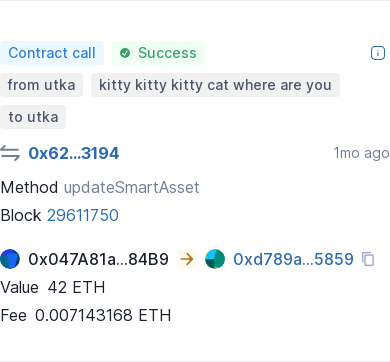 Contract call Success
from utka kitty kitty kitty cat where are you
to utka
0x62...3194 1mo ago
Method updateSmartAsset
Block 29611750
0x047A81a...84B9 → 0xd789a...5859
Value 42 ETH
Fee 0.007143168 ETH